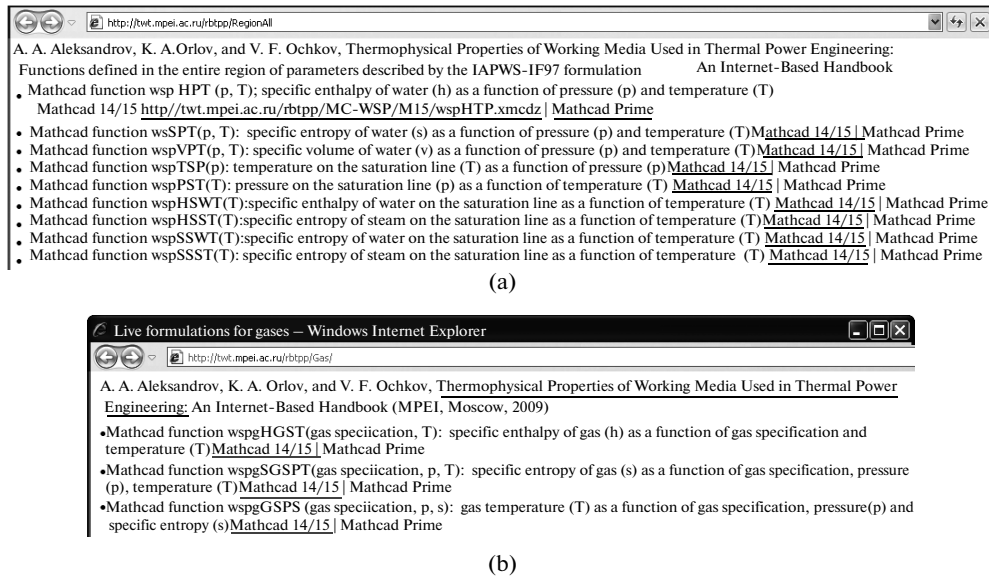 http://twt.mpei.ac.ru/rbtpp/RegionAll
A. A. Aleksandrov, K. A.Orlov, and V. F. Ochkov, Thermophysical Properties of Working Media Used in Thermal Power Engineering:
Functions defined in the entire region of parameters described by the IAPWS-IF97 formulation An Internet-Based Handbook
• Mathcad function wsp HPT (p, T); specific enthalpy of water (h) as a function of pressure (p) and temperature (T)
Mathcad 14/15 http//twt.mpei.ac.ru/rbtpp/MC-WSP/M15/wspHTP.xmcdz | Mathcad Prime
• Mathcad function wsSPT(p, T): specific entropy of water (s) as a function of pressure (p) and temperature (T)Mathcad 14/15 | Mathcad Prime
• Mathcad function wspVPT(p, T): specific volume of water (v) as a function of pressure (p) and temperature (T)Mathcad 14/15| Mathcad Prime
• Mathcad function wspTSP(p): temperature on the saturation line (T) as a function of pressure (p)Mathcad 14/15 | Mathcad Prime
• Mathcad function wspPST(T): pressure on the saturation line (p) as a function of temperature (T) Mathcad 14/15| Mathcad Prime
• Mathcad function wspHSWT(T):specific enthalpy of water on the saturation line as a function of temperature (T) Mathcad 14/15 | Mathcad Prime
• Mathcad function wspHSST(T):specific entropy of steam on the saturation line as a function of temperature (T)Mathcad 14/15| Mathcad Prime
• Mathcad function wspSSWT(T):specific entropy of water on the saturation line as a function of temperature (T) Mathcad 14/15| Mathcad Prime
• Mathcad function wspSSST(T): specific entropy of steam on the saturation line as a function of temperature (T) Mathcad 14/15 | Mathcad Prime
(a)
Live formulations for gases – Windows Internet Explorer
http://twt.mpei.ac.ru/rbtpp/Gas/
A. A. Aleksandrov, K. A. Orlov, and V. F. Ochkov, Thermophysical Properties of Working Media Used in Thermal Power
Engineering: An Internet-Based Handbook (MPEI, Moscow, 2009)
•Mathcad function wspgHGST(gas speciication, T): specific enthalpy of gas (h) as a function of gas specification and
temperature (T)Mathcad 14/15 | Mathcad Prime
•Mathcad function wspgSGSPT(gas speciication, p, T): specific entropy of gas (s) as a function of gas specification, pressure
(p), temperature (T)Mathcad 14/15 | Mathcad Prime
•Mathcad function wspgGSPS (gas speciication, p, s): gas temperature (T) as a function of gas specification, pressure(p) and
specific entropy (s)Mathcad 14/15 | Mathcad Prime
(b)